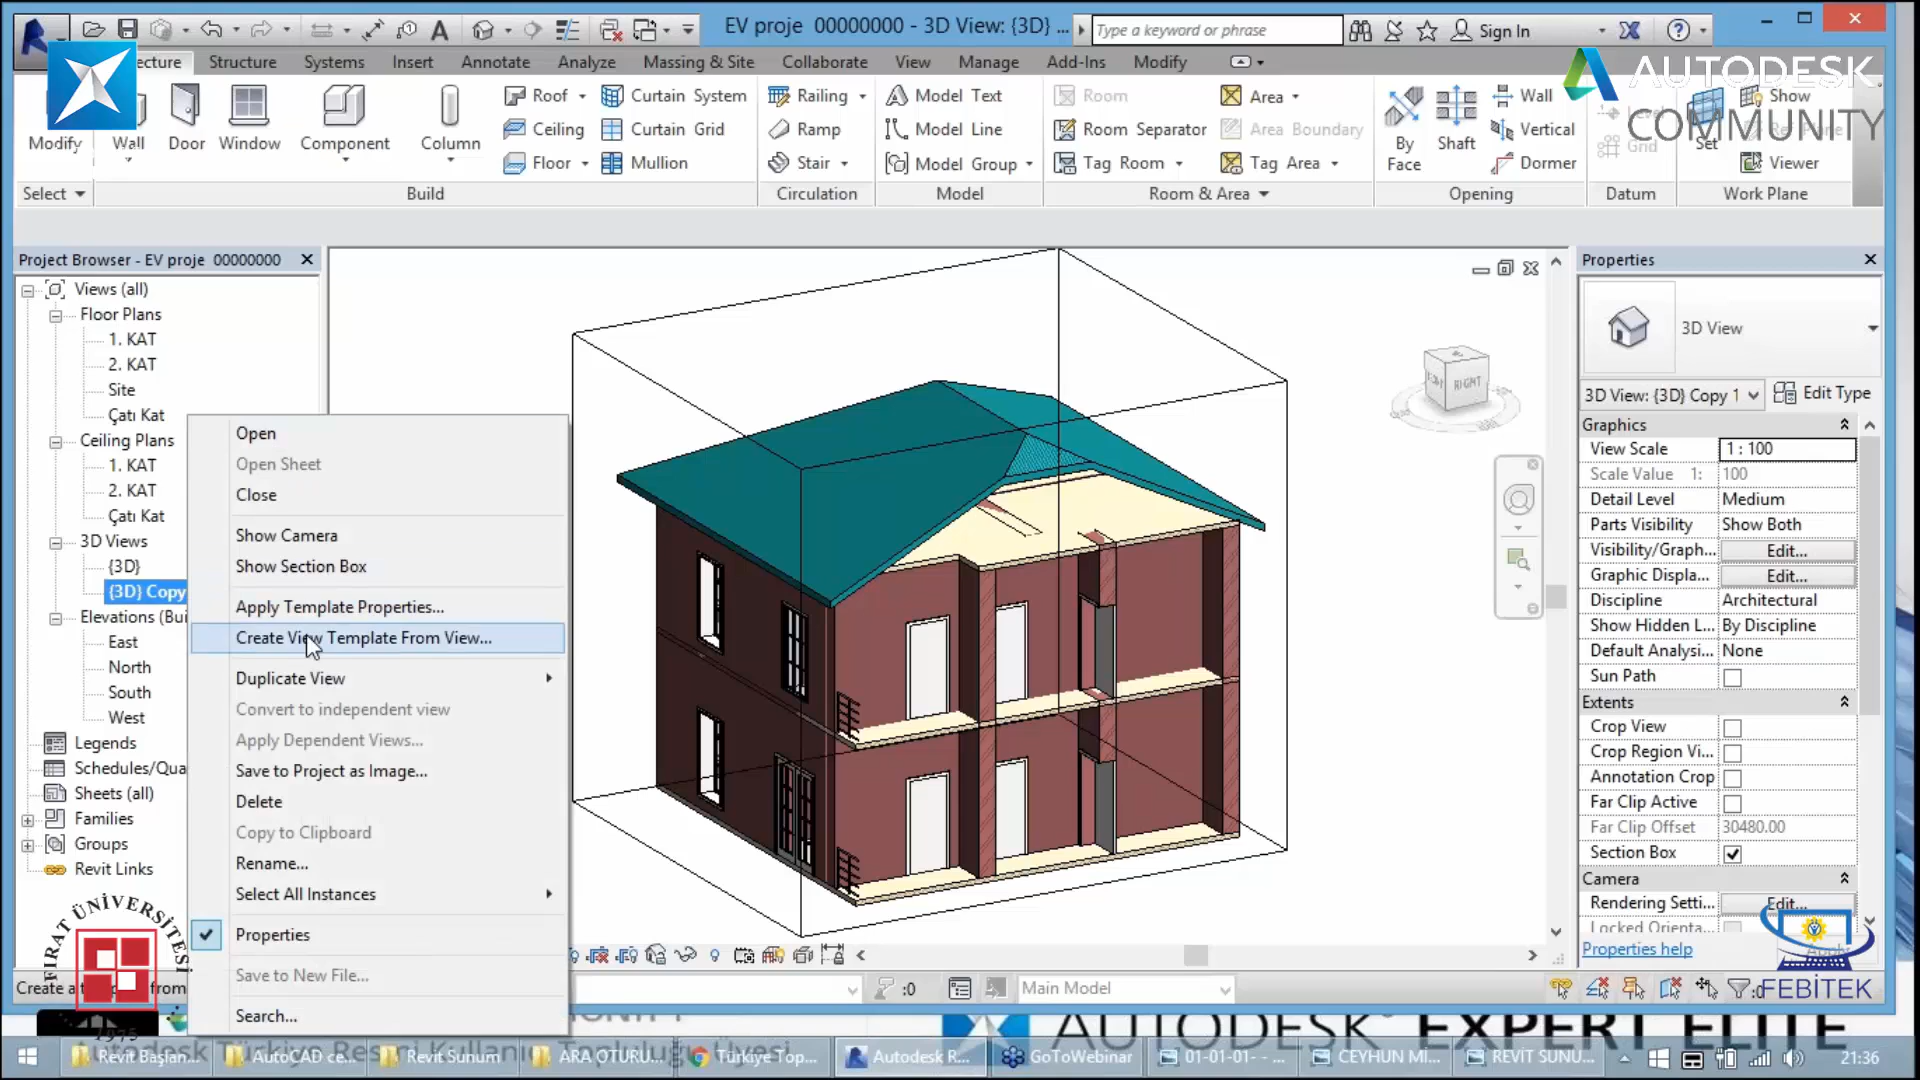 EV proje 00000000 - 3D View: {3D} ...
Type a keyword or phrase
Sign In
Structure
Systems
Insert
Annotate
Analyze
Massing & Site
Collaborate
View
Manage
Add-Ins
Modify
AUTODESK
COMMUNITY
Modify
Wall
Door
Window
Component
Column
Roof
Ceiling
Floor
Curtain System
Curtain Grid
Mullion
Railing
Ramp
Stair
Model Text
Model Line
Model Group
Room
Room Separator
Tag Room
Area
Area Boundary
Tag Area
By Face
Shaft
Wall
Vertical
Dormer
Grid
Set
Show
Viewer
Select
Build
Circulation
Model
Room & Area
Opening
Datum
Work Plane
Project Browser - EV proje 00000000
Views (all)
Floor Plans
1. KAT
2. KAT
Site
Çatı Kat
Ceiling Plans
1. KAT
2. KAT
Çatı Kat
3D Views
{3D}
{3D} Copy
Elevations (Bui
East
North
South
West
Legends
Schedules/Qua
Sheets (all)
Families
Groups
Revit Links
FIRAT ÜNİVERSİTESİ
1975
Open
Open Sheet
Close
Show Camera
Show Section Box
Apply Template Properties...
Create View Template From View...
Duplicate View
Convert to independent view
Apply Dependent Views...
Save to Project as Image...
Delete
Copy to Clipboard
Rename...
Select All Instances
Properties
Save to New File...
Search...
RIGHT
Properties
3D View
3D View: {3D} Copy 1
Edit Type
Graphics
View Scale 1 : 100
Scale Value 1: 100
Detail Level Medium
Parts Visibility Show Both
Visibility/Graph... Edit...
Graphic Displa... Edit...
Discipline Architectural
Show Hidden L... By Discipline
Default Analysi... None
Sun Path
Extents
Crop View
Crop Region Vi...
Annotation Crop
Far Clip Active
Far Clip Offset 30480.00
Section Box
Camera
Rendering Setti... Edit...
Locked Orienta...
Properties help
FEBİTEK
:0
Main Model
:0
AUTODESK EXPERT ELITE
Autodesk Türkiye Resmi Kullanıcı Topluluğu Üyesi
Revit Başlan...
AutoCAD ce...
Revit Sunum
ARA OTURU...
Türkiye Top...
Autodesk R...
GoToWebinar
01-01-01- - ...
CEYHUN Mİ...
REVİT SUNU...
21:36